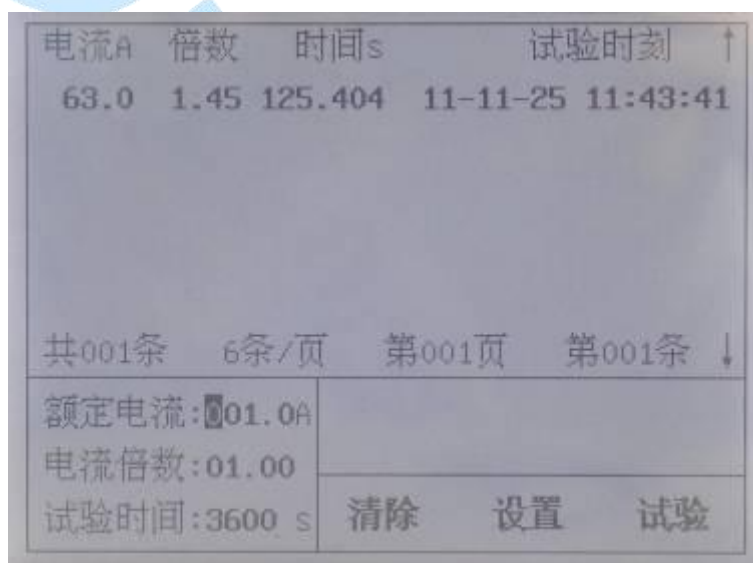 电流A 倍数 时间s 试验时刻 ↑
63.0 1.45 125.404 11-11-25 11:43:41
共001条 6条/页 第001页 第001条 ↓
额定电流:001.0A
电流倍数:01.00
试验时间:3600 s
清除 设置 试验